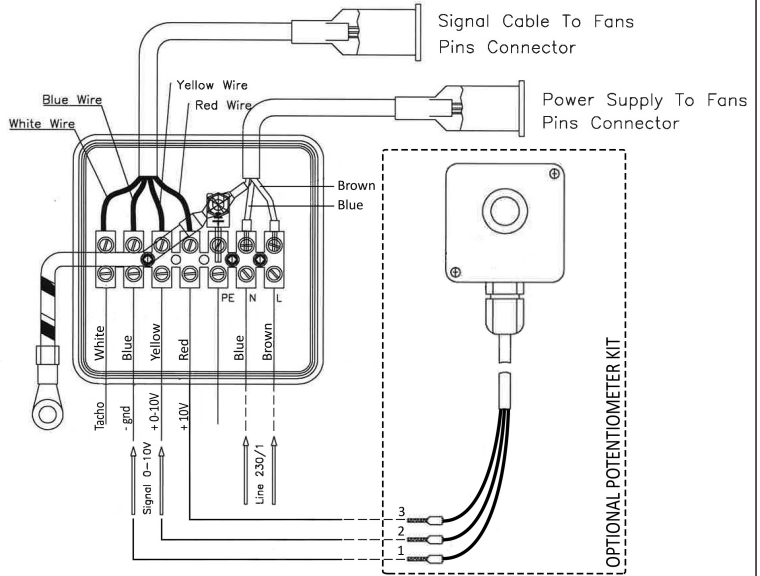 Signal Cable To Fans
Pins Connector
Yellow Wire
Blue Wire
Red Wire
White Wire
Power Supply To Fans
Pins Connector
Brown
Blue
PE
N
L
White
Blue
Yellow
Red
Blue
Brown
Tacho
- gnd
+ 0-10V
+ 10V
Signal 0-10V
Line 230/1
3
2
1
OPTIONAL POTENTIOMETER KIT